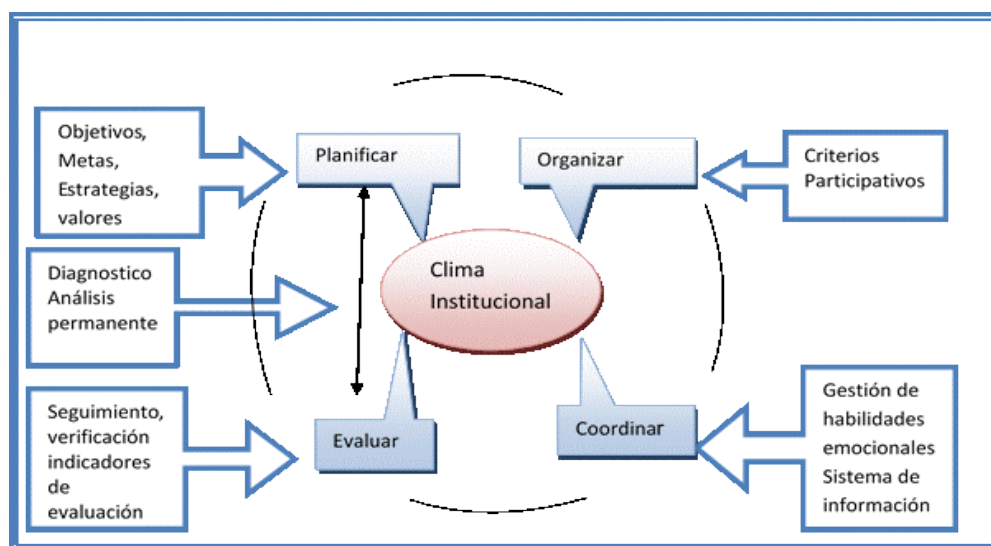 Objetivos,
Metas,
Estrategias,
valores
Planificar
Organizar
Criterios
Participativos
Diagnostico
Análisis
permanente
Clima
Institucional
Seguimiento,
verificación
indicadores
de
evaluación
Evaluar
Coordinar
Gestión de
habilidades
emocionales
Sistema de
información